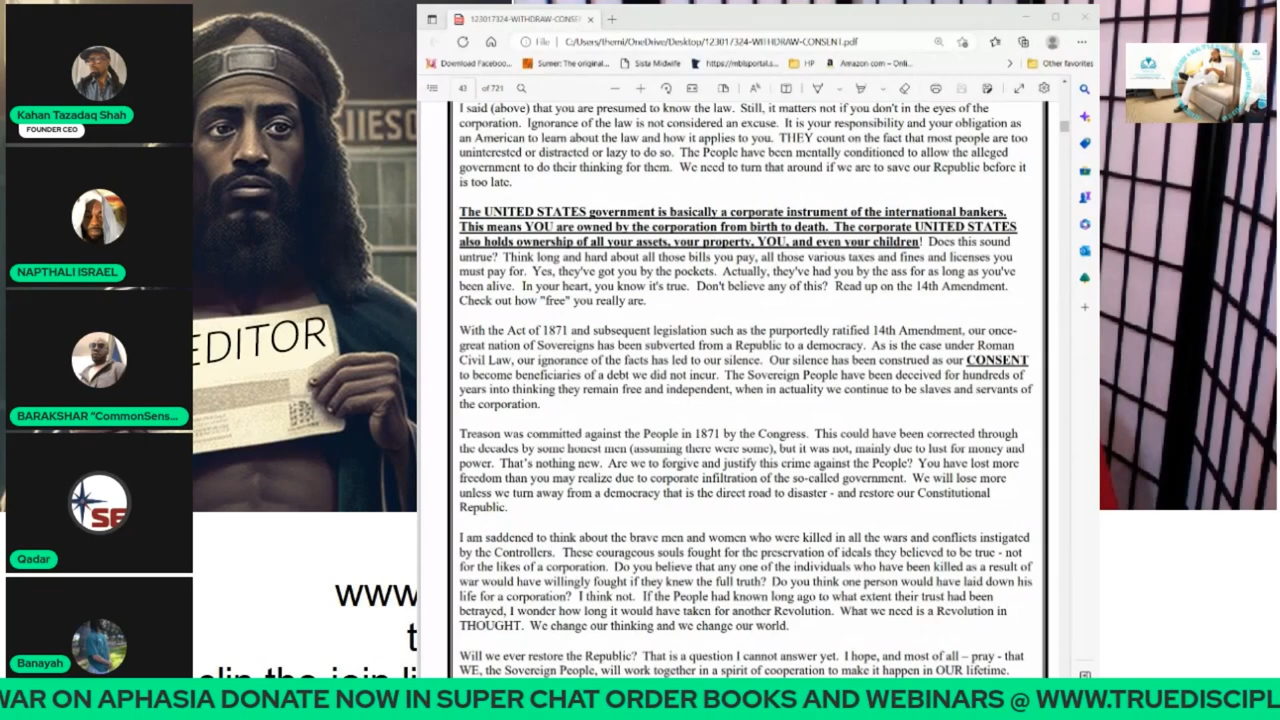 Kahan Tazadaq Shah
FOUNDER CEO
NAPTHALI ISRAEL
BARAKSHAR "CommonSens...
Qadar
SE
Banayah
JIESC
EDITOR
www
t
123017324-WITHDRAW-CONSE
File
C:/Users/themi/OneDrive/Desktop/123017324-WITHDRAW-CONSENT.pdf
Download Faceboo...
Sumer: The original...
Sista Midwife
https://mblsportal.s...
HP
Amazon com – Onli...
Other favorites
43 of 721
I said (above) that you are presumed to know the law. Still, it matters not if you don't in the eyes of the
corporation. Ignorance of the law is not considered an excuse. It is your responsibility and your obligation as
an American to learn about the law and how it applies to you. THEY count on the fact that most people are too
uninterested or distracted or lazy to do so. The People have been mentally conditioned to allow the alleged
government to do their thinking for them. We need to turn that around if we are to save our Republic before it
is too late.
The UNITED STATES government is basically a corporate instrument of the international bankers.
This means YOU are owned by the corporation from birth to death. The corporate UNITED STATES
also holds ownership of all your assets, your property, YOU, and even your children! Does this sound
untrue? Think long and hard about all those bills you pay, all those various taxes and fines and licenses you
must pay for. Yes, they've got you by the pockets. Actually, they've had you by the ass for as long as you've
been alive. In your heart, you know it's true. Don't believe any of this? Read up on the 14th Amendment.
Check out how "free" you really are.
With the Act of 1871 and subsequent legislation such as the purportedly ratified 14th Amendment, our once-
great nation of Sovereigns has been subverted from a Republic to a democracy. As is the case under Roman
Civil Law, our ignorance of the facts has led to our silence. Our silence has been construed as our CONSENT
to become beneficiaries of a debt we did not incur. The Sovereign People have been deceived for hundreds of
years into thinking they remain free and independent, when in actuality we continue to be slaves and servants of
the corporation.
Treason was committed against the People in 1871 by the Congress. This could have been corrected through
the decades by some honest men (assuming there were some), but it was not, mainly due to lust for money and
power. That's nothing new. Are we to forgive and justify this crime against the People? You have lost more
freedom than you may realize due to corporate infiltration of the so-called government. We will lose more
unless we turn away from a democracy that is the direct road to disaster - and restore our Constitutional
Republic.
I am saddened to think about the brave men and women who were killed in all the wars and conflicts instigated
by the Controllers. These courageous souls fought for the preservation of ideals they believed to be true - not
for the likes of a corporation. Do you believe that any one of the individuals who have been killed as a result of
war would have willingly fought if they knew the full truth? Do you think one person would have laid down his
life for a corporation? I think not. If the People had known long ago to what extent their trust had been
betrayed, I wonder how long it would have taken for another Revolution. What we need is a Revolution in
THOUGHT. We change our thinking and we change our world.
Will we ever restore the Republic? That is a question I cannot answer yet. I hope, and most of all – pray - that
WE, the Sovereign People, will work together in a spirit of cooperation to make it happen in OUR lifetime.
WAR ON APHASIA DONATE NOW IN SUPER CHAT ORDER BOOKS AND WEBINARS @ WWW.TRUEDISCIPL